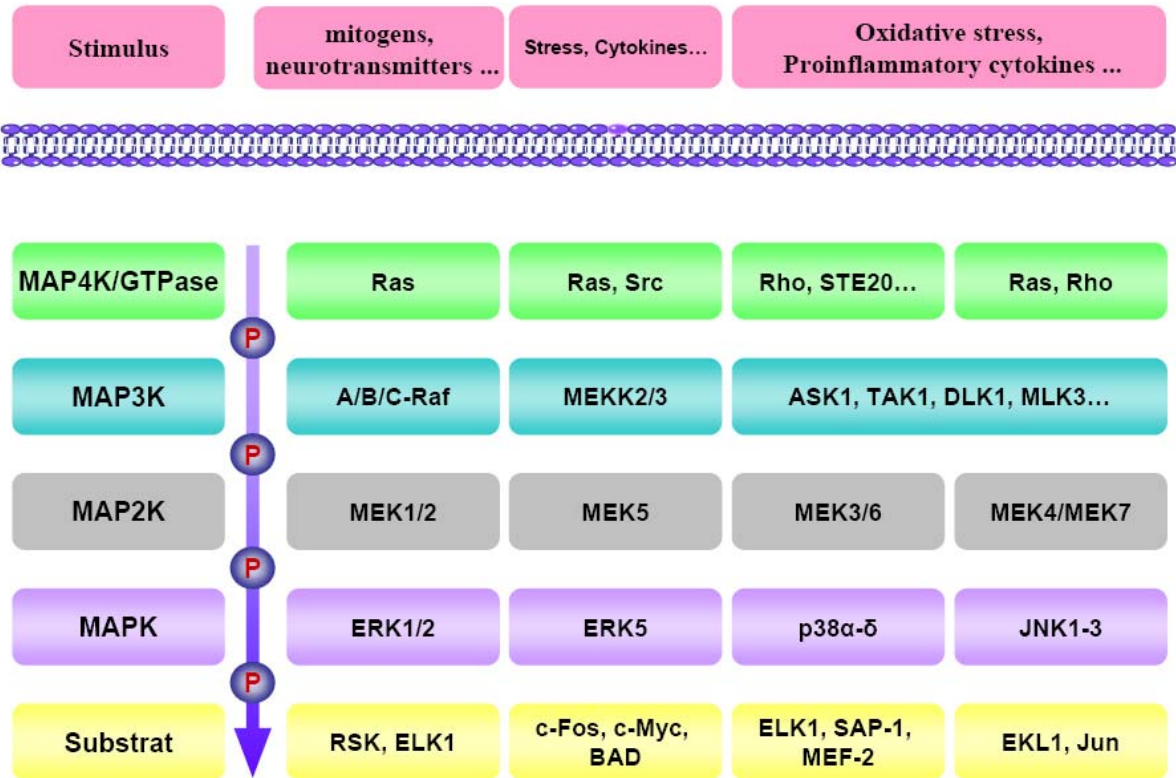 Stimulus
mitogens,
neurotransmitters ...
Stress, Cytokines...
Oxidative stress,
Proinflammatory cytokines ...
MAP4K/GTPase
Ras
Ras, Src
Rho, STE20...
Ras, Rho
P
MAP3K
A/B/C-Raf
MEKK2/3
ASK1, TAK1, DLK1, MLK3...
P
MAP2K
MEK1/2
MEK5
MEK3/6
MEK4/MEK7
P
MAPK
ERK1/2
ERK5
p38α-δ
JNK1-3
P
Substrat
RSK, ELK1
c-Fos, c-Myc,
BAD
ELK1, SAP-1,
MEF-2
EKL1, Jun